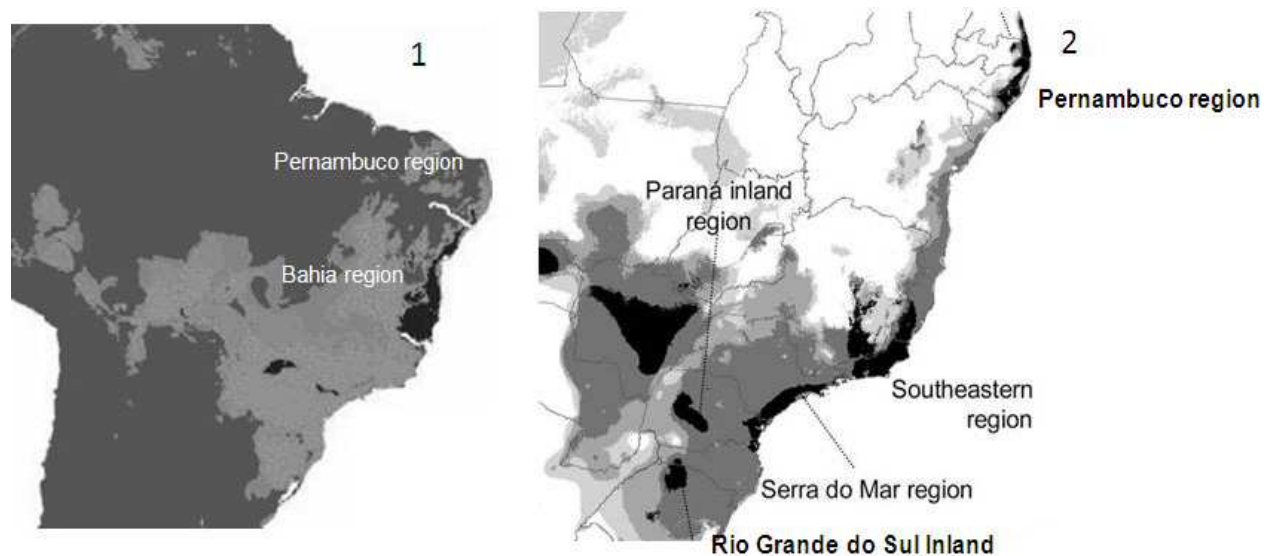 1
Pernambuco region
Bahia region
2
Pernambuco region
Paraná inland
region
Southeastern
region
Serra do Mar region
Rio Grande do Sul Inland